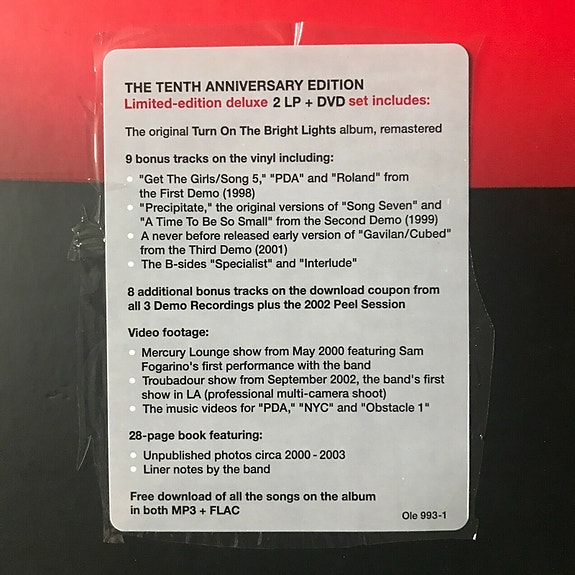 THE TENTH ANNIVERSARY EDITION
Limited-edition deluxe 2 LP + DVD set includes:
The original Turn On The Bright Lights album, remastered
9 bonus tracks on the vinyl including:
"Get The Girls/Song 5," "PDA" and "Roland" from
the First Demo (1998)
"Precipitate," the original versions of "Song Seven" and
"A Time To Be So Small" from the Second Demo (1999)
A never before released early version of "Gavilan/Cubed"
from the Third Demo (2001)
The B-sides "Specialist" and "Interlude"
8 additional bonus tracks on the download coupon from
all 3 Demo Recordings plus the 2002 Peel Session
Video footage:
Mercury Lounge show from May 2000 featuring Sam
Fogarino's first performance with the band
Troubadour show from September 2002, the band's first
show in LA (professional multi-camera shoot)
The music videos for "PDA," "NYC" and "Obstacle 1"
28-page book featuring:
Unpublished photos circa 2000 - 2003
Liner notes by the band
Free download of all the songs on the album
in both MP3 + FLAC
Ole 993-1